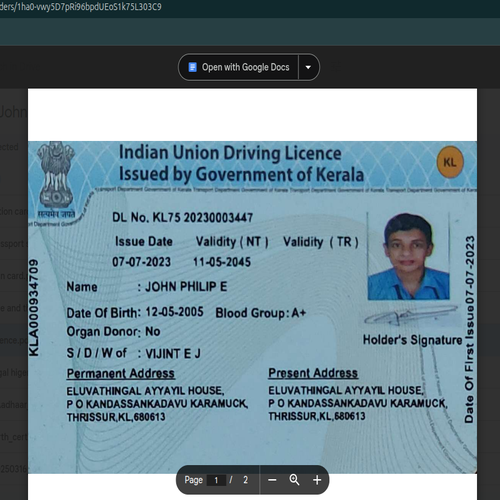 ders/1ha0-vwy5D7pRi96bpdUEoS1k75L303C9
Open with Google Docs
Indian Union Driving Licence
Issued by Government of Kerala
KL
सत्यमेव जयते
DL No. KL75 20230003447
Issue Date Validity ( NT ) Validity ( TR )
07-07-2023 11-05-2045
Name : JOHN PHILIP E
Date Of Birth: 12-05-2005 Blood Group: A+
Organ Donor: No
S / D / W of : VIJINT E J
Holder's Signature
Permanent Address
ELUVATHINGAL AYYAYIL HOUSE,
P O KANDASSANKADAVU KARAMUCK,
THRISSUR,KL,680613
Present Address
ELUVATHINGAL AYYAYIL HOUSE,
P O KANDASSANKADAVU KARAMUCK,
THRISSUR,KL,680613
KLA000934709
Date Of First Issue07-07-2023
Page 1 / 2